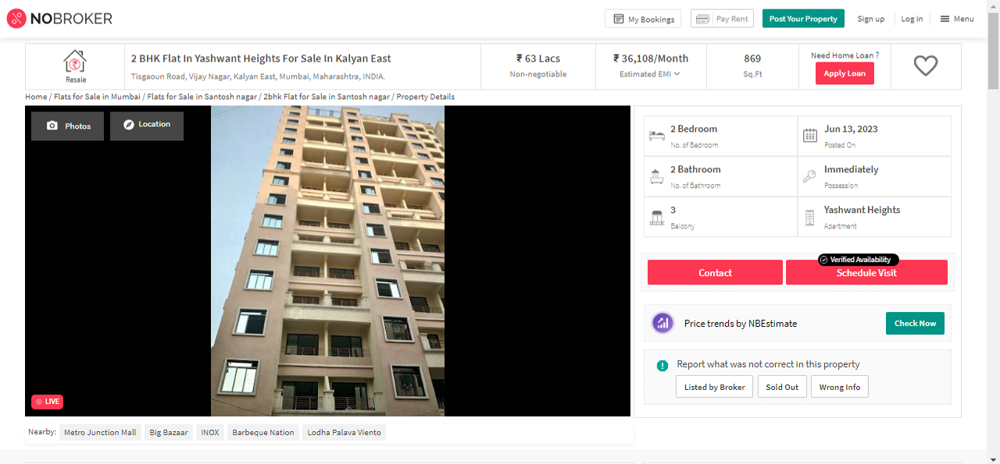 NOBROKER
My Bookings
Pay Rent
Post Your Property
Sign up
Log in
Menu
Resale
2 BHK Flat In Yashwant Heights For Sale In Kalyan East
Tisgaoun Road, Vijay Nagar, Kalyan East, Mumbai, Maharashtra, INDIA.
₹ 63 Lacs
Non-negotiable
₹ 36,108/Month
Estimated EMI
869
Sq.Ft
Need Home Loan ?
Apply Loan
Home / Flats for Sale in Mumbai / Flats for Sale in Santosh nagar / 2bhk Flat for Sale in Santosh nagar / Property Details
Photos
Location
LIVE
2 Bedroom
No. of Bedroom
Jun 13, 2023
Posted On
2 Bathroom
No. of Bathroom
Immediately
Possession
3
Balcony
Yashwant Heights
Apartment
Verified Availability
Contact
Schedule Visit
Price trends by NBEstimate
Check Now
Report what was not correct in this property
Listed by Broker
Sold Out
Wrong Info
Nearby:
Metro Junction Mall
Big Bazaar
INOX
Barbeque Nation
Lodha Palava Viento